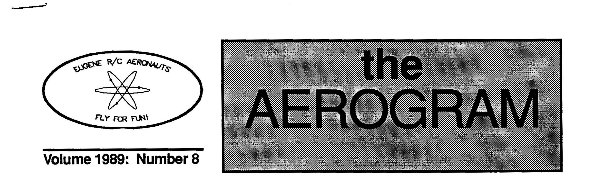 EUGENE R/C AERONAUTS
FLY FOR FUN!
Volume 1989: Number 8
the
AEROGRAM